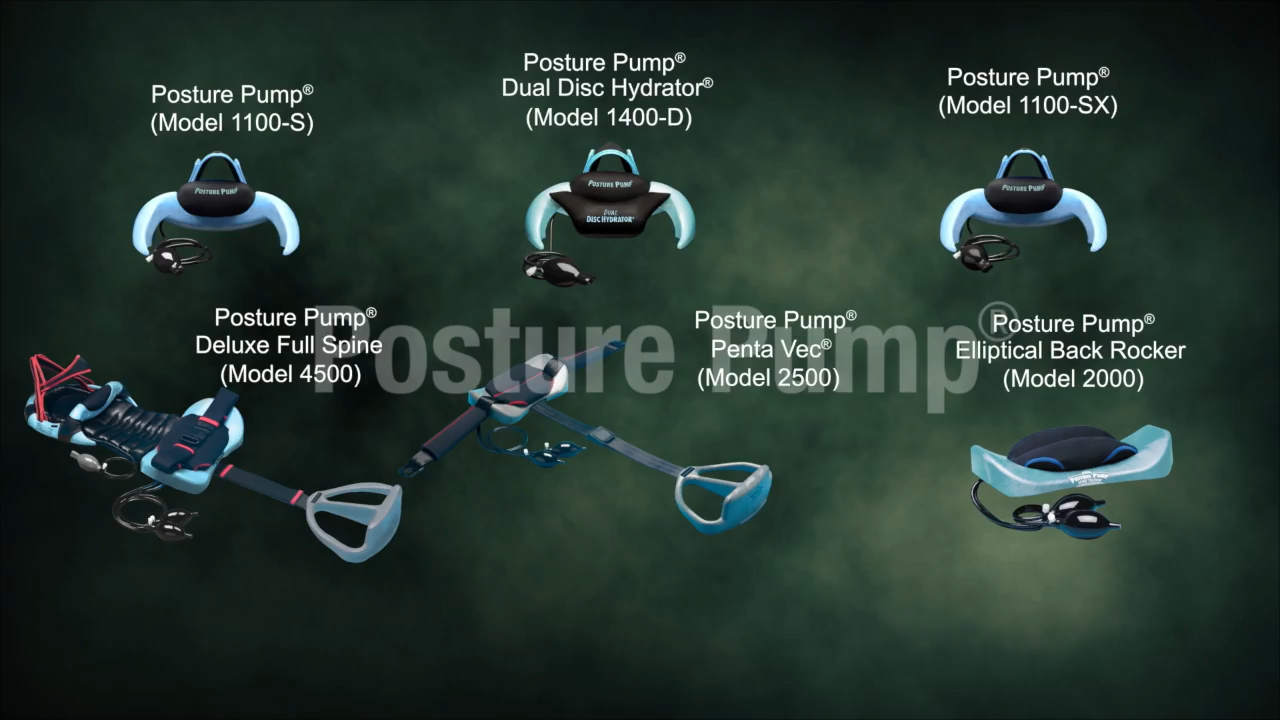 Posture Pump®
(Model 1100-S)
Posture Pump®
Dual Disc Hydrator®
(Model 1400-D)
Posture Pump®
(Model 1100-SX)
POSTURE PUMP®
POSTURE PUMP®
DUAL
DISC HYDRATOR®
POSTURE PUMP®
Posture Pump®
Posture Pump®
Deluxe Full Spine
(Model 4500)
Posture Pump®
Penta Vec®
(Model 2500)
Posture Pump®
Elliptical Back Rocker
(Model 2000)
POSTURE PUMP